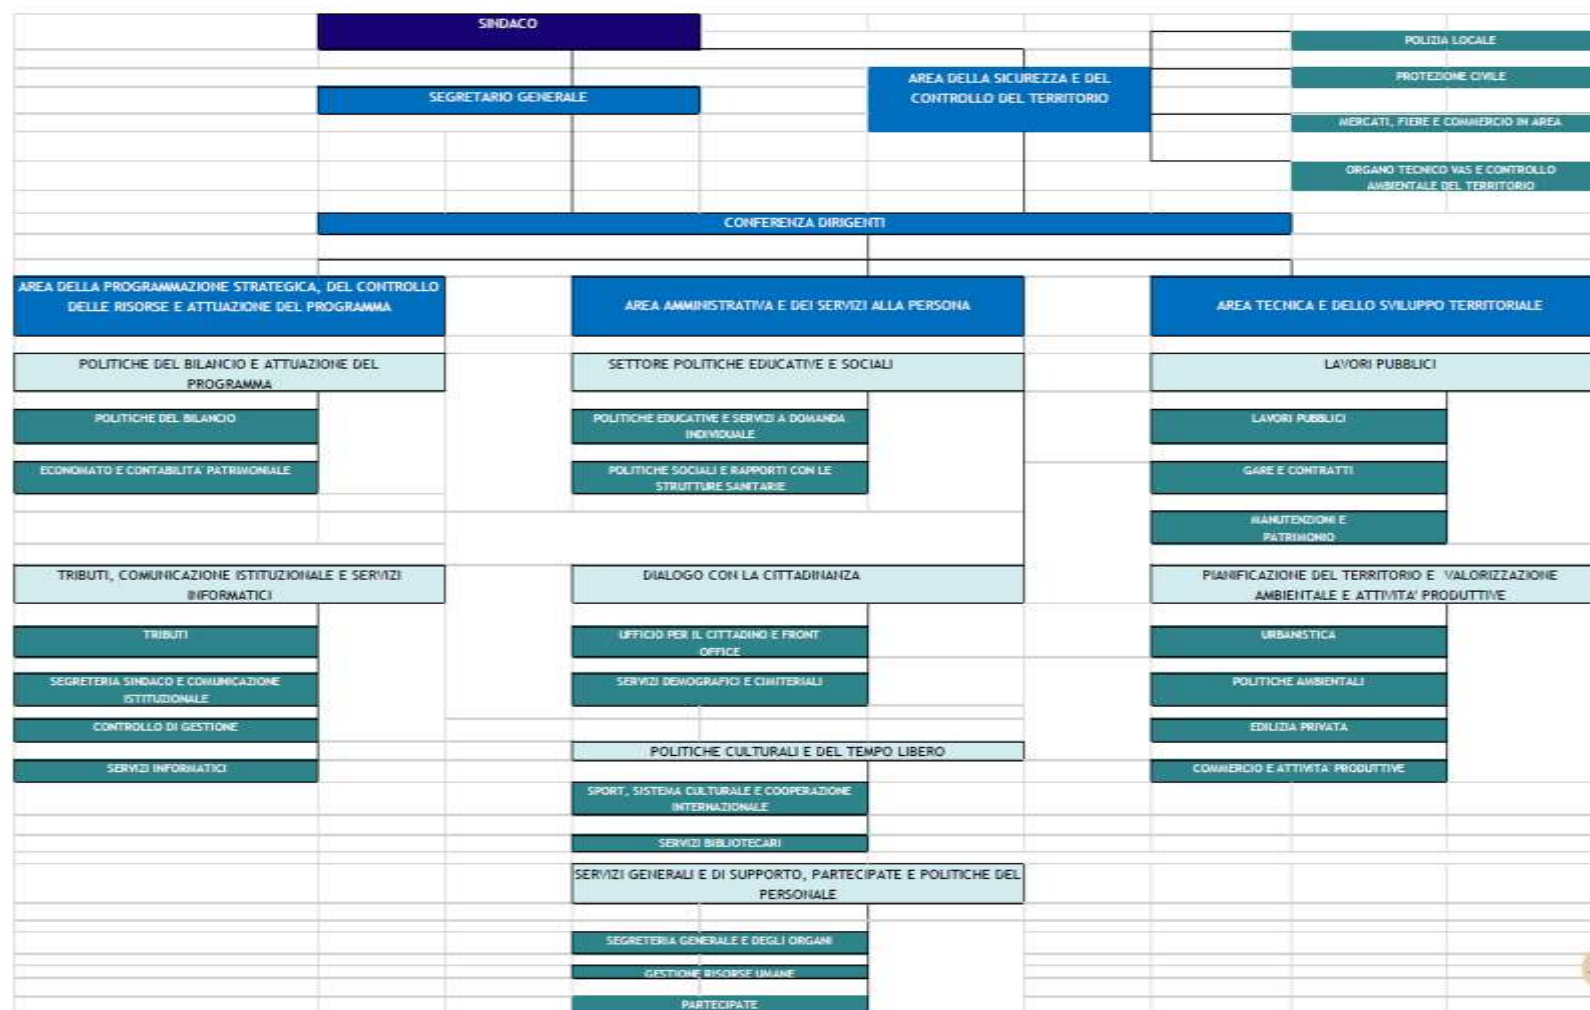 SINDACO
POLIZIA LOCALE
AREA DELLA SICUREZZA E DEL
CONTROLLO DEL TERRITORIO
PROTEZIONE CIVILE
SEGRETARIO GENERALE
MERCATI, FIERE E COMMERCIO IN AREA
ORGANO TECNICO VAS E CONTROLLO
AMBIENTALE DEL TERRITORIO
CONFERENZA DIRIGENTI
AREA DELLA PROGRAMMAZIONE STRATEGICA, DEL CONTROLLO
DELLE RISORSE E ATTUAZIONE DEL PROGRAMMA
POLITICHE DEL BILANCIO E ATTUAZIONE DEL
PROGRAMMA
POLITICHE DEL BILANCIO
ECONOMATO E CONTABILITA' PATRIMONIALE
TRIBUTI, COMUNICAZIONE ISTITUZIONALE E SERVIZI
INFORMATICI
TRIBUTI
SEGRETERIA SINDACO E COMUNICAZIONE
ISTITUZIONALE
CONTROLLO DI GESTIONE
SERVIZI INFORMATICI
AREA AMMINISTRATIVA E DEI SERVIZI ALLA PERSONA
SETTORE POLITICHE EDUCATIVE E SOCIALI
POLITICHE EDUCATIVE E SERVIZI A DOMANDA
INDIVIDUALE
POLITICHE SOCIALI E RAPPORTI CON LE
STRUTTURE SANITARIE
DIALOGO CON LA CITTADINANZA
UFFICIO PER IL CITTADINO E FRONT
OFFICE
SERVIZI DEMOGRAFICI E CIMITERIALI
POLITICHE CULTURALI E DEL TEMPO LIBERO
SPORT, SISTEMA CULTURALE E COOPERAZIONE
INTERNAZIONALE
SERVIZI BIBLIOTECARI
SERVIZI GENERALI E DI SUPPORTO, PARTECIPATE E POLITICHE DEL
PERSONALE
SEGRETERIA GENERALE E DEGLI ORGANI
GESTIONE RISORSE UMANE
PARTECIPATE
AREA TECNICA E DELLO SVILUPPO TERRITORIALE
LAVORI PUBBLICI
LAVORI PUBBLICI
GARE E CONTRATTI
MANUTENZIONI E
PATRIMONIO
PIANIFICAZIONE DEL TERRITORIO E VALORIZZAZIONE
AMBIENTALE E ATTIVITA' PRODUTTIVE
URBANISTICA
POLITICHE AMBIENTALI
EDILIZIA PRIVATA
COMMERCIO E ATTIVITA' PRODUTTIVE